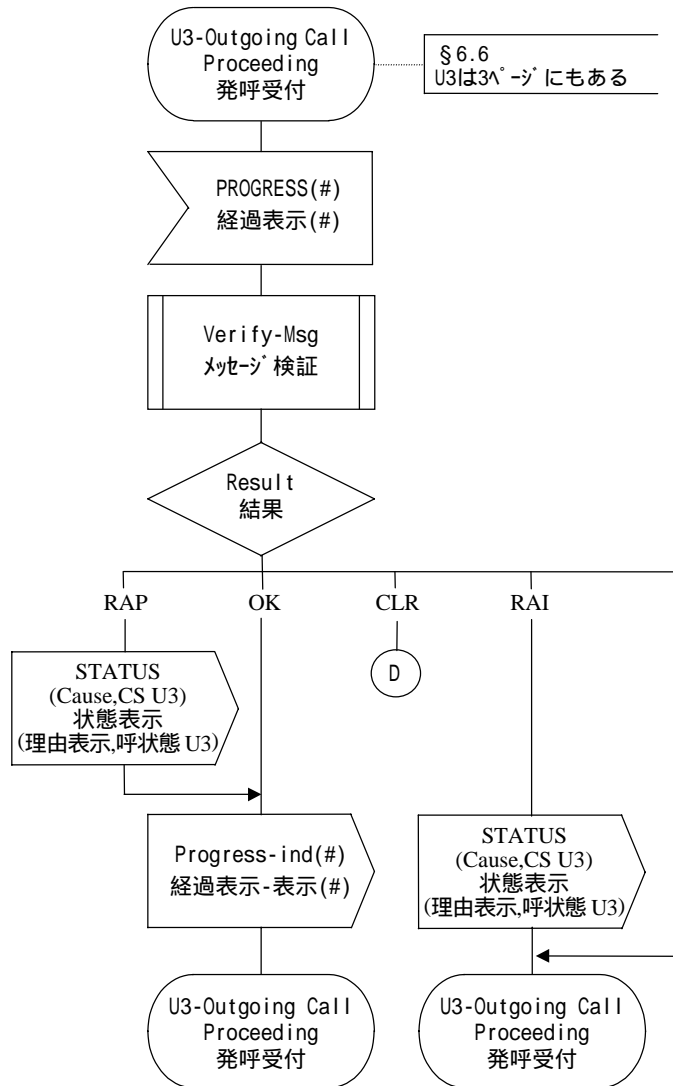 U3-Outgoing Call
Proceeding
発呼受付
§6.6
U3は3ﾍﾟｰｼﾞにもある
PROGRESS(#)
経過表示(#)
Verify-Msg
ﾒｯｾｰｼﾞ検証
Result
結果
RAP
OK
CLR
RAI
D
STATUS
(Cause,CS U3)
状態表示
(理由表示,呼状態 U3)
Progress-ind(#)
経過表示-表示(#)
STATUS
(Cause,CS U3)
状態表示
(理由表示,呼状態 U3)
U3-Outgoing Call
Proceeding
発呼受付
U3-Outgoing Call
Proceeding
発呼受付